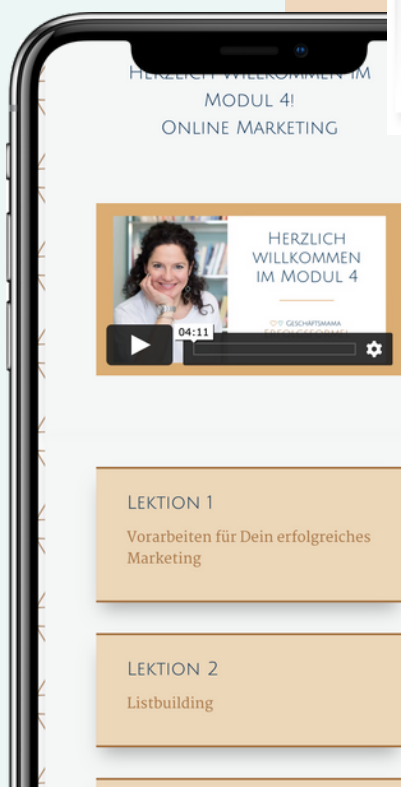 Herzlich Willkommen im
Modul 4!
Online Marketing
Herzlich
willkommen
im Modul 4
Geschäftsmama
Erfolgsformel
04:11
Lektion 1
Vorarbeiten für Dein erfolgreiches
Marketing
Lektion 2
Listbuilding